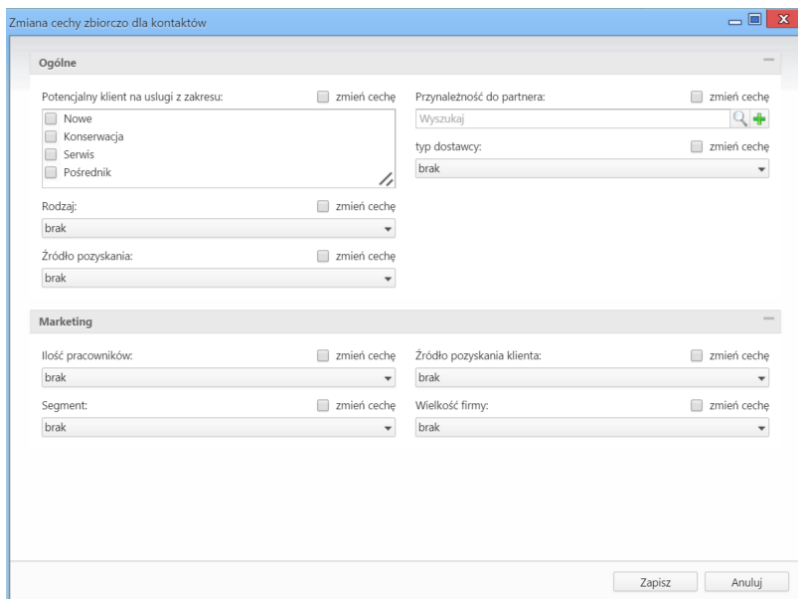 Zmiana cechy zbiorczo dla kontaktów
Ogólne
Potencjalny klient na usługi z zakresu: zmień cechę
Nowe
Konserwacja
Serwis
Pośrednik
Rodzaj: zmień cechę
brak
Źródło pozyskania: zmień cechę
brak
Przynależność do partnera: zmień cechę
Wyszukaj
typ dostawcy: zmień cechę
brak
Marketing
Ilość pracowników: zmień cechę
brak
Segment: zmień cechę
brak
Źródło pozyskania klienta: zmień cechę
brak
Wielkość firmy: zmień cechę
brak
Zapisz Anuluj